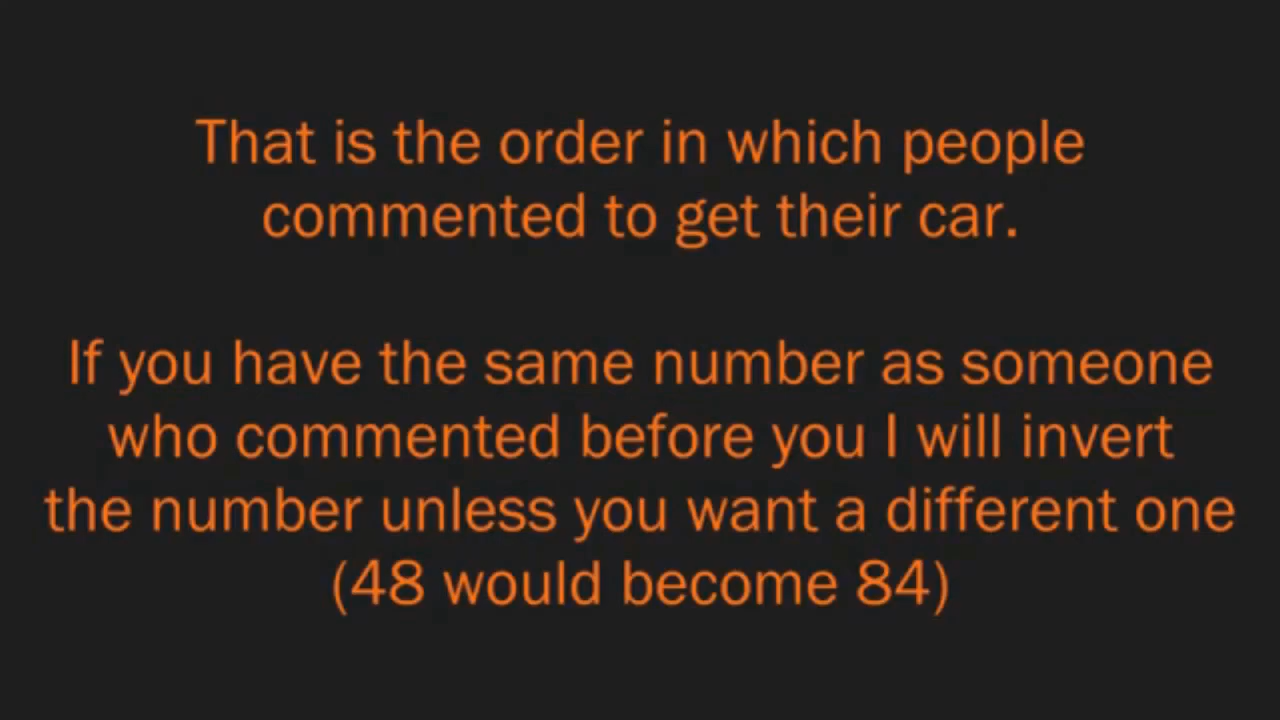 That is the order in which people
commented to get their car.
If you have the same number as someone
who commented before you I will invert
the number unless you want a different one
(48 would become 84)